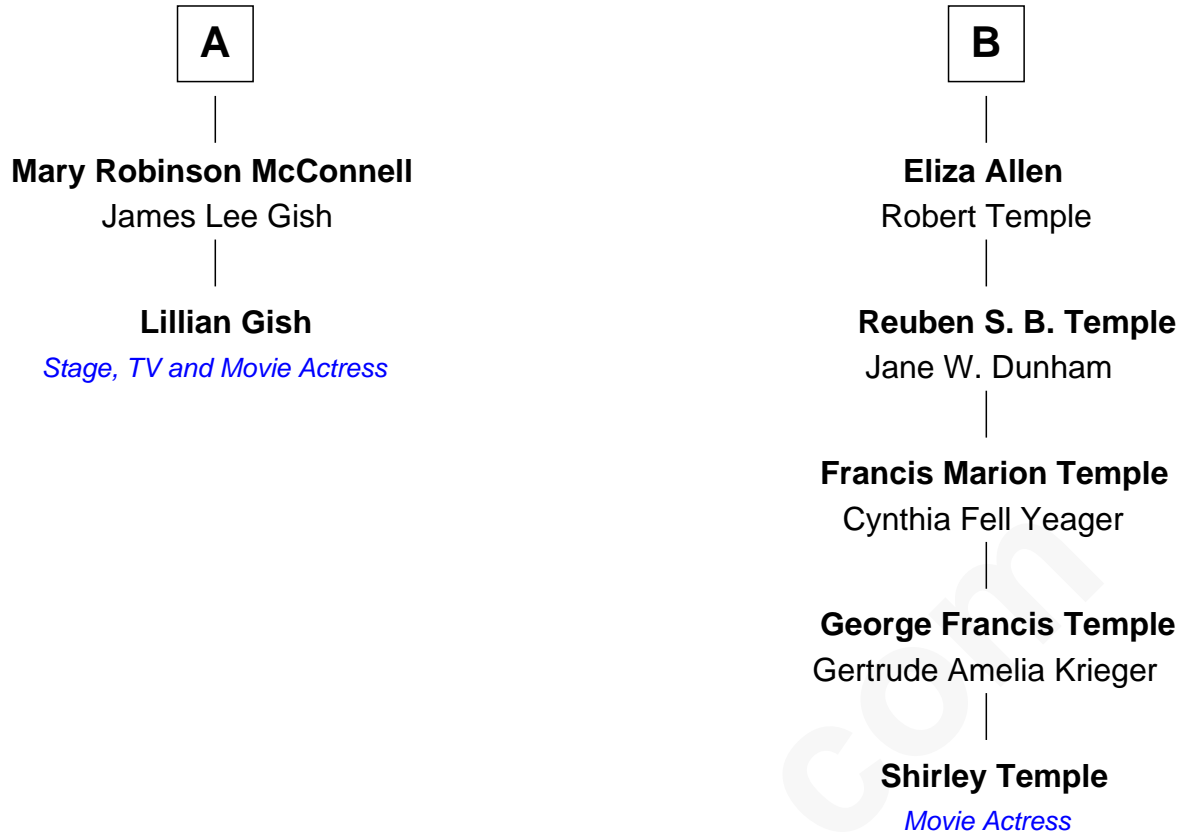 A
Mary Robinson McConnell
James Lee Gish
Lillian Gish
Stage, TV and Movie Actress
B
Eliza Allen
Robert Temple
Reuben S. B. Temple
Jane W. Dunham
Francis Marion Temple
Cynthia Fell Yeager
George Francis Temple
Gertrude Amelia Krieger
Shirley Temple
Movie Actress
com